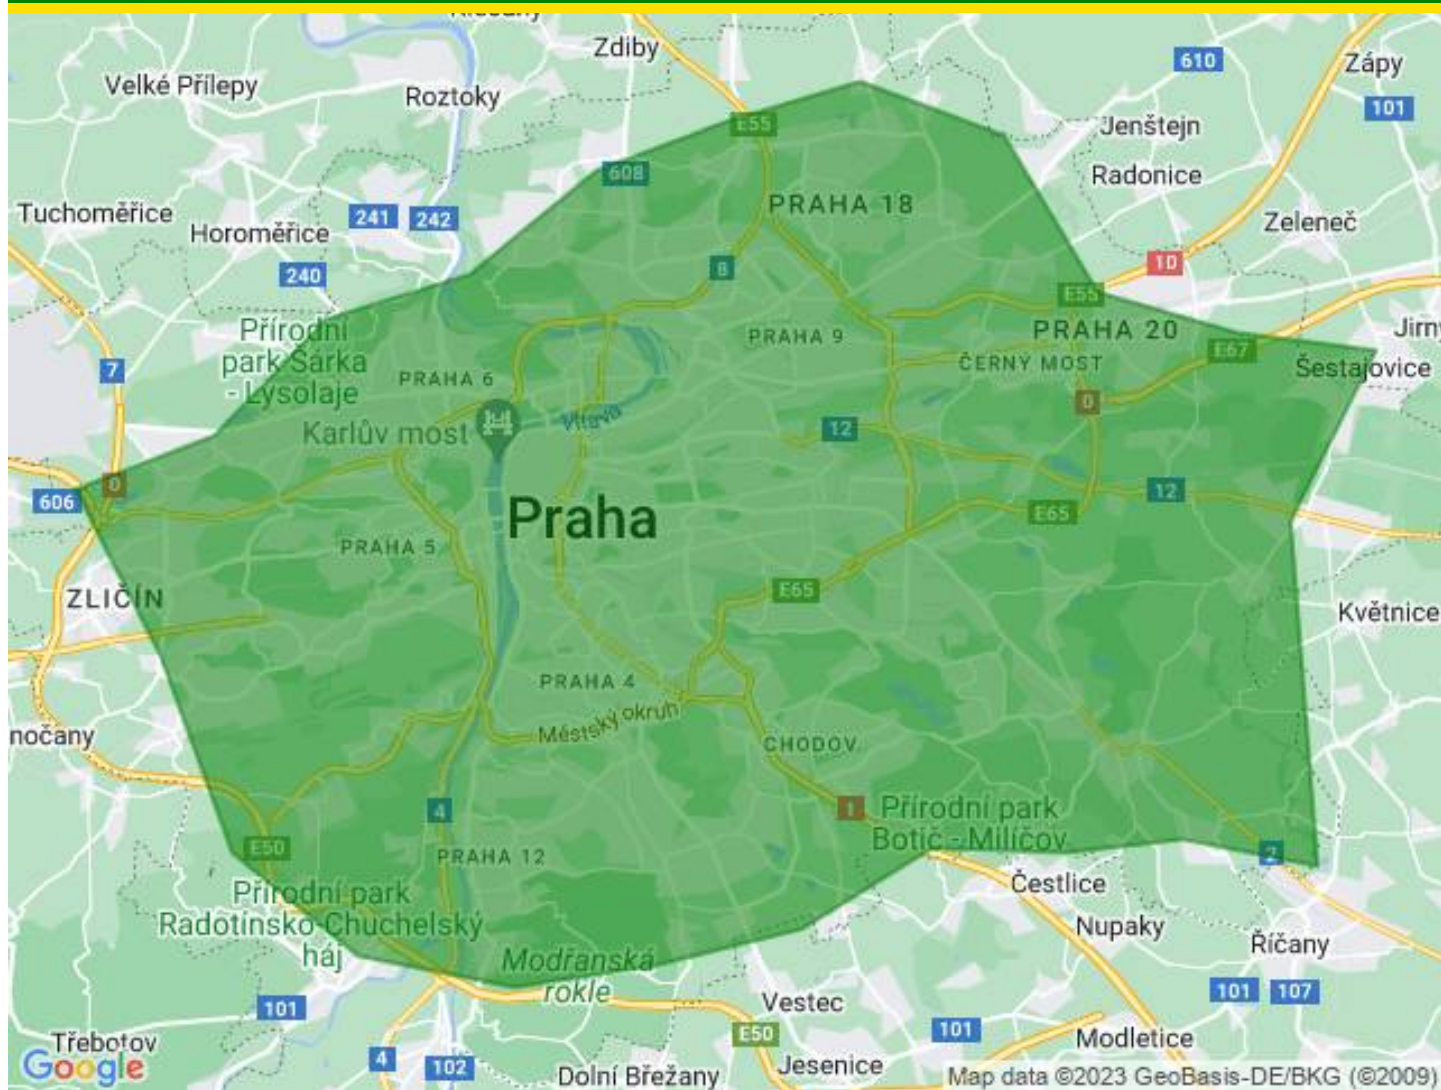 Zdiby
610
Zápy
Velké Přílepy
Roztoky
101
E55
Jenštejn
608
Radonice
PRAHA 18
Tuchoměřice
241
242
Horoměřice
Zeleneč
240
8
10
E55
Přírodní
park Šárka
- Lysolaje
PRAHA 9
PRAHA 20
Jirny
E67
7
PRAHA 6
ČERNÝ MOST
Šestajovice
0
Karlův most
Vltava
12
0
606
12
Praha
E65
PRAHA 5
E65
ZLIČÍN
Květnice
PRAHA 4
Městský okruh
nočany
CHODOV
4
1
Přírodní park
Botič - Milíčov
E50
PRAHA 12
2
Čestlice
Přírodní park
Radotínsko-Chuchelský
háj
Nupaky
Říčany
Modřanská
rokle
101
Vestec
101
107
E50
101
Třebotov
Modletice
4
102
Google
Dolní Břežany
Jesenice
Map data ©2023 GeoBasis-DE/BKG (©2009)